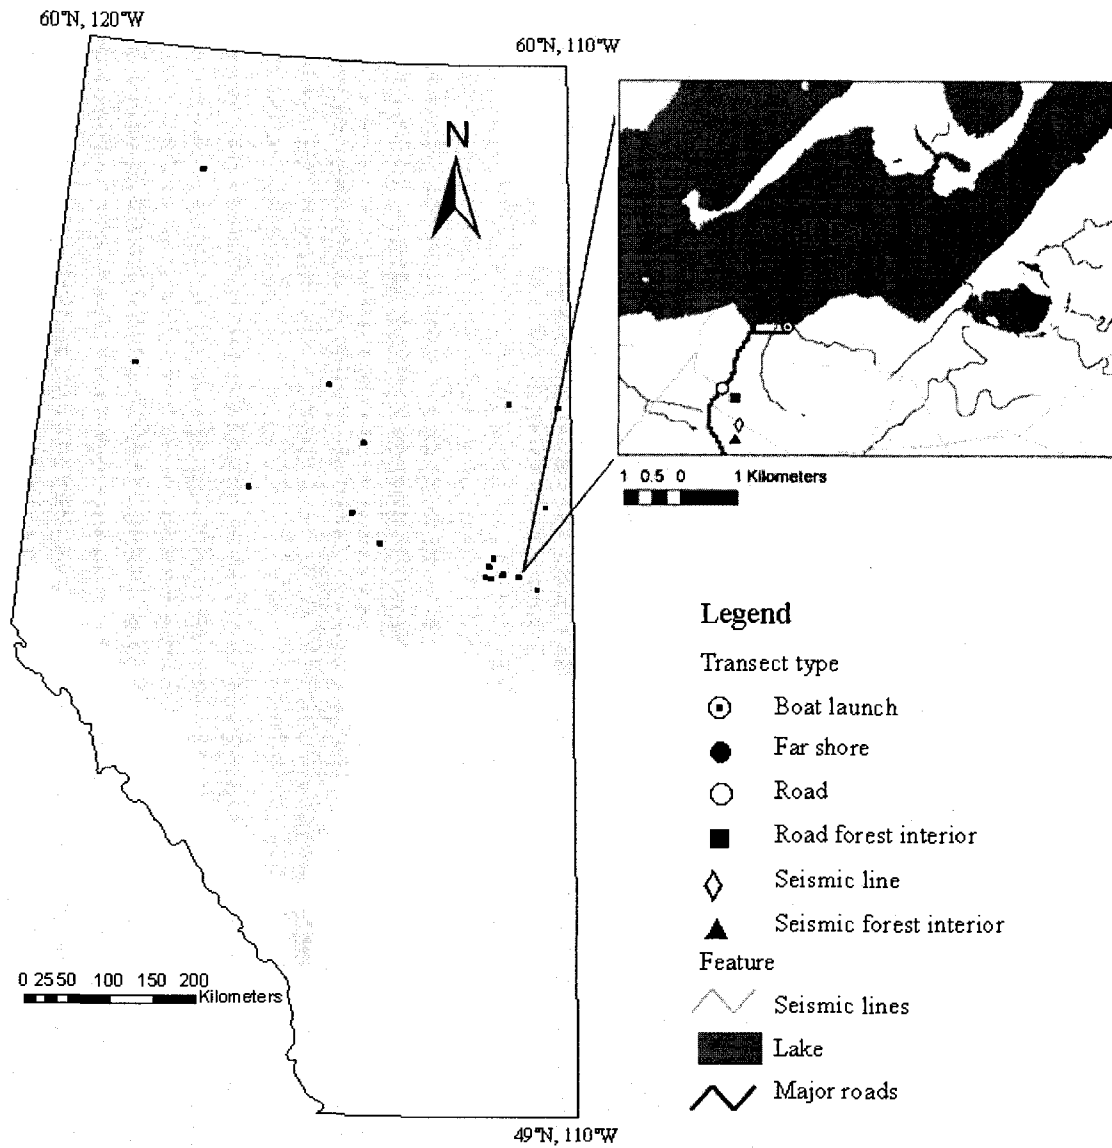 60°N, 120°W
60°N, 110°W
N
1 0.5 0 1 Kilometers
Legend
Transect type
Boat launch
Far shore
Road
Road forest interior
Seismic line
Seismic forest interior
Feature
Seismic lines
Lake
Major roads
0 25 50 100 150 200
Kilometers
49°N, 110°W